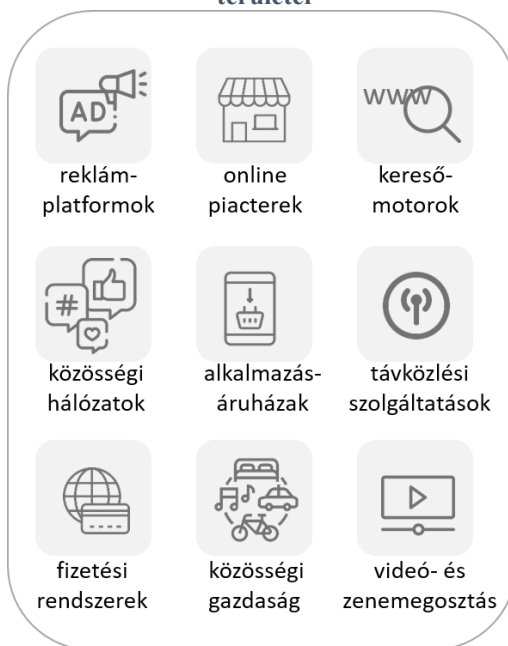 területei
AD
WWW
reklám-
platformok
online
piacterek
kereső-
motorok
#
közösségi
hálózatok
alkalmazás-
áruházak
távközlési
szolgáltatások
fizetési
rendszerek
közösségi
gazdaság
videó- és
zenemegosztás